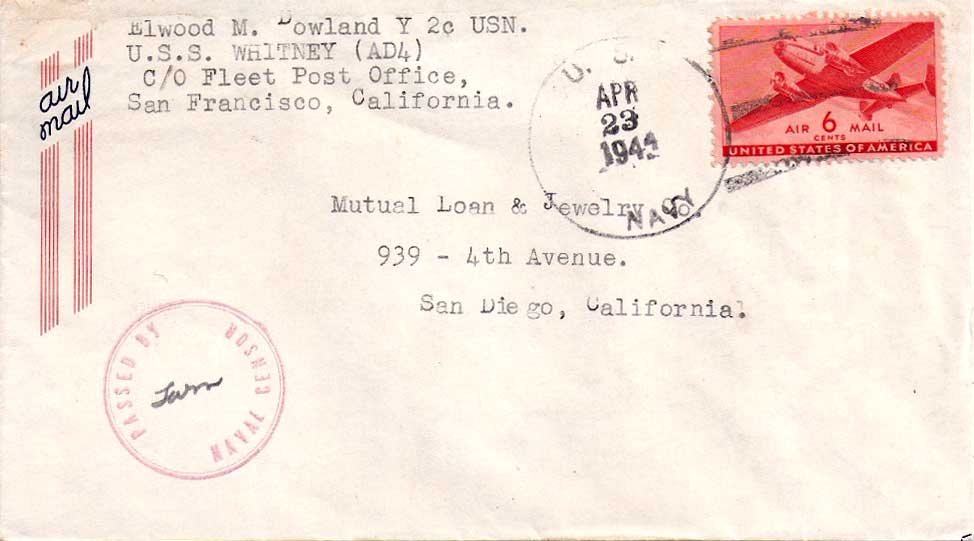 Elwood M. Dowland Y 2c USN.
U.S.S. WHITNEY (AD4)
C/O Fleet Post Office,
San Francisco, California.
air mail
U. S.
APR
23
1944
NAVY
AIR 6 MAIL
CENTS
UNITED STATES OF AMERICA
Mutual Loan & Jewelry Co.
939 - 4th Avenue.
San Diego, California.
PASSED BY
NAVAL CENSOR